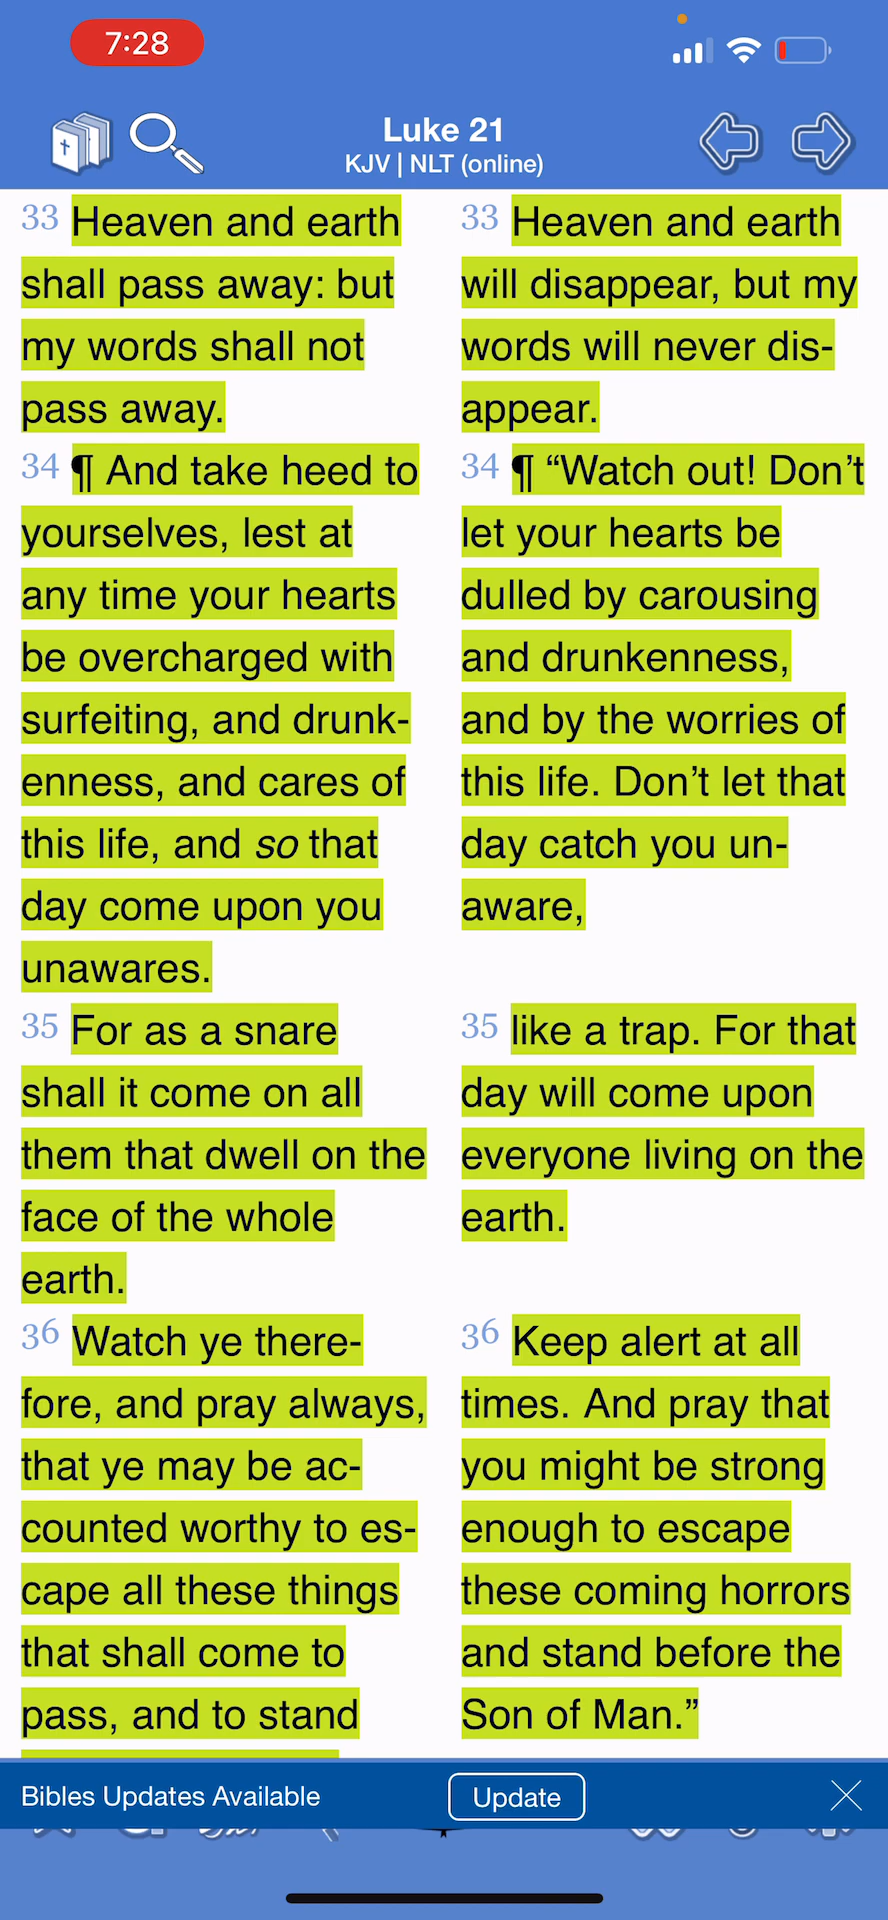 7:28
Luke 21
KJV | NLT (online)
33 Heaven and earth
shall pass away: but
my words shall not
pass away.
34 ¶ And take heed to
yourselves, lest at
any time your hearts
be overcharged with
surfeiting, and drunk-
enness, and cares of
this life, and so that
day come upon you
unawares.
35 For as a snare
shall it come on all
them that dwell on the
face of the whole
earth.
36 Watch ye there-
fore, and pray always,
that ye may be ac-
counted worthy to es-
cape all these things
that shall come to
pass, and to stand
33 Heaven and earth
will disappear, but my
words will never dis-
appear.
34 ¶ “Watch out! Don’t
let your hearts be
dulled by carousing
and drunkenness,
and by the worries of
this life. Don’t let that
day catch you un-
aware,
35 like a trap. For that
day will come upon
everyone living on the
earth.
36 Keep alert at all
times. And pray that
you might be strong
enough to escape
these coming horrors
and stand before the
Son of Man.”
Bibles Updates Available
Update